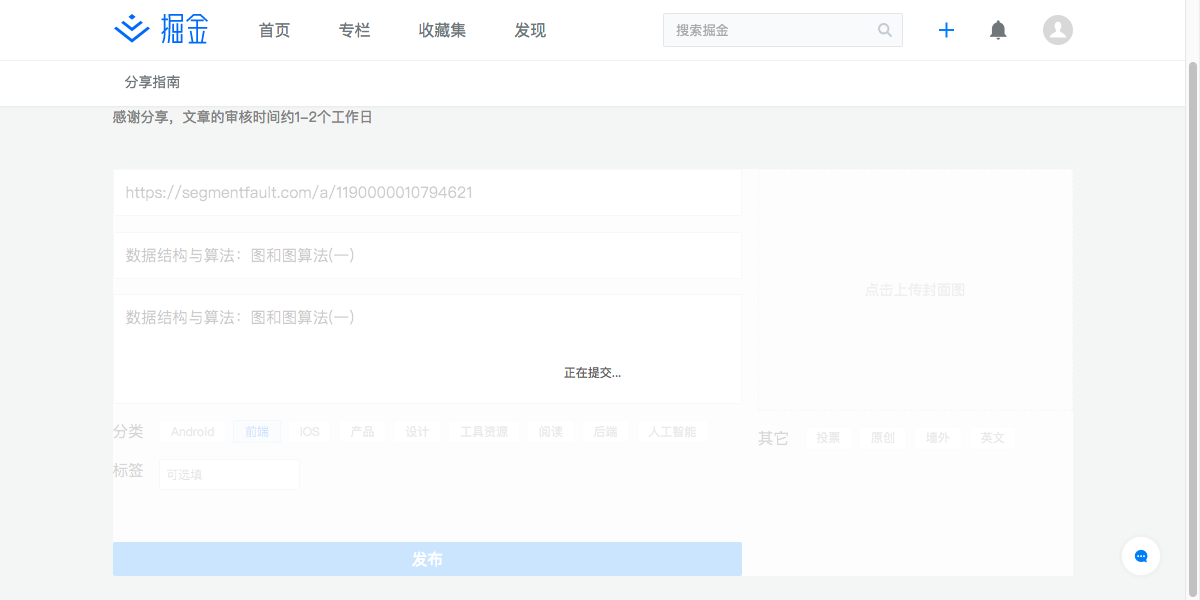 掘金 首页 专栏 收藏集 发现 搜索掘金
分享指南
感谢分享，文章的审核时间约1-2个工作日
https://segmentfault.com/a/1190000010794621
数据结构与算法：图和图算法(一)
点击上传封面图
数据结构与算法：图和图算法(一)
正在提交...
分类 Android 前端 iOS 产品 设计 工具资源 阅读 后端 人工智能
其它 投票 原创 墙外 英文
标签 可选填
发布